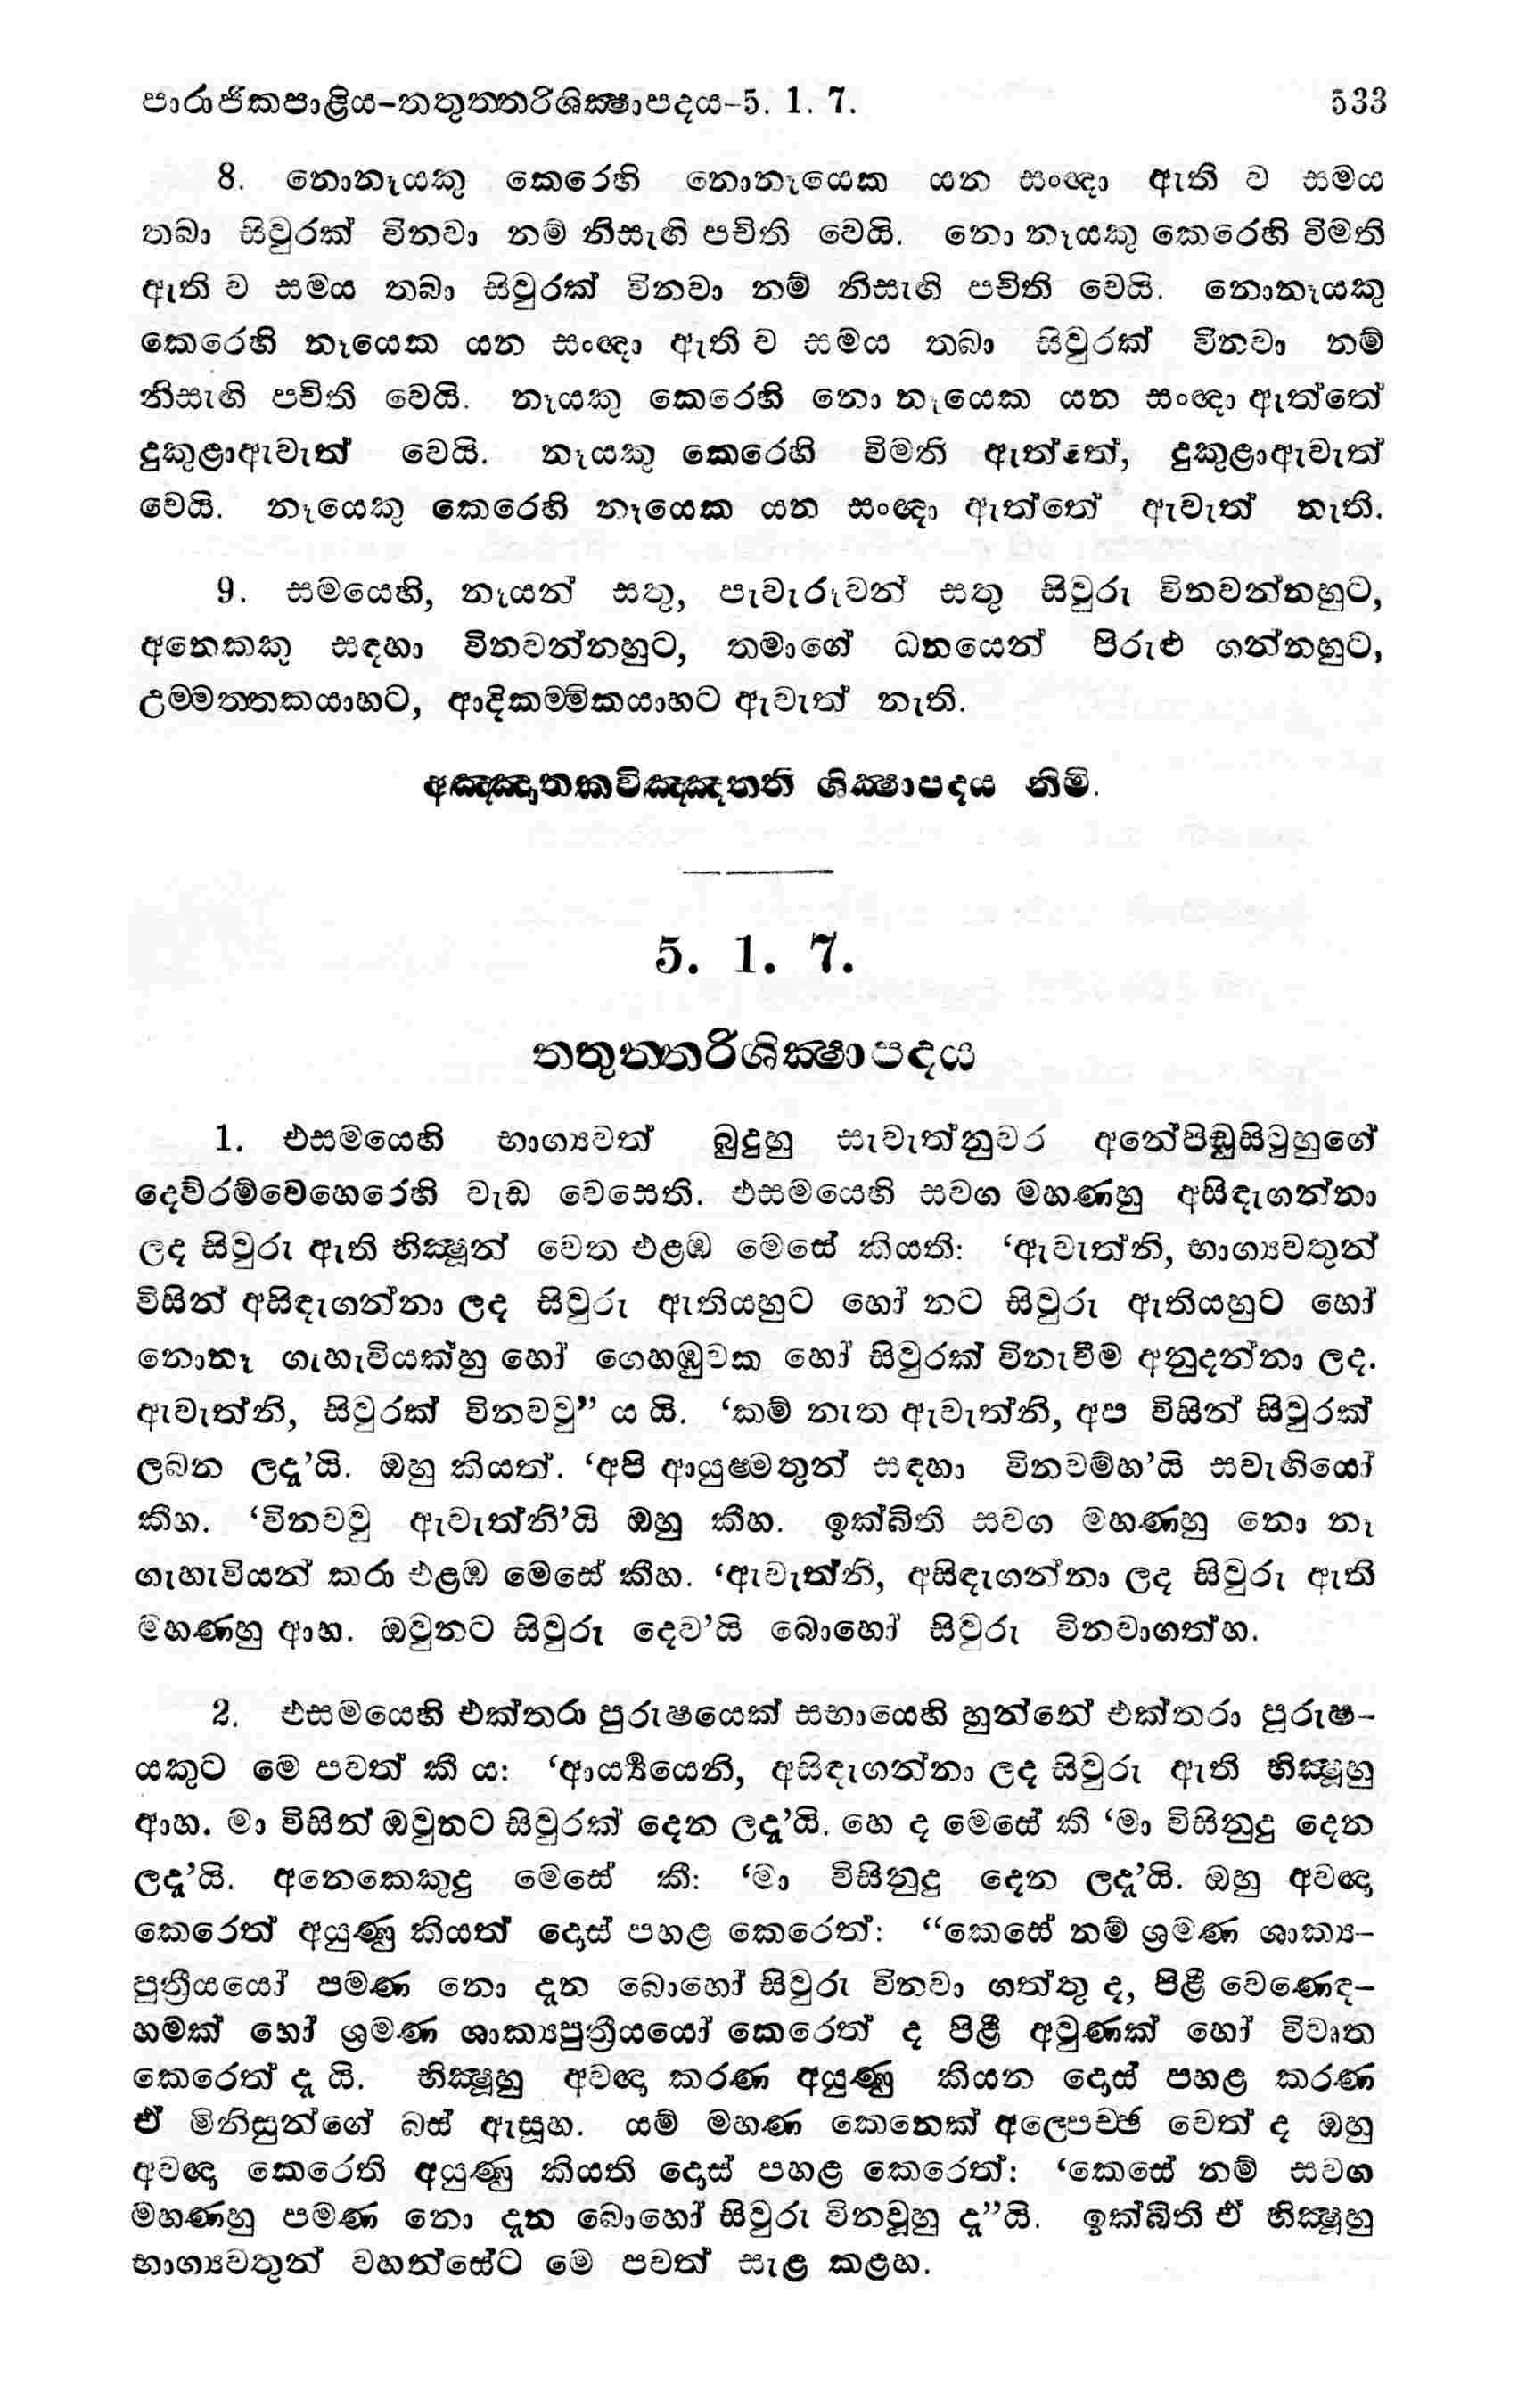 පාරාජිකපාළිය-තතුත්තරිශික්‍ෂාපදය-5. 1. 7. 533
8. නොනෑයකු කෙරෙහි නොනෑයෙක යන සංඥා ඇති ව සමය
තබා සිවුරක් විනවා නම් නිසැඟි පචිති වෙයි. නො නෑයකු කෙරෙහි විමති
ඇති ව සමය තබා සිවුරක් විනවා නම් නිසැඟි පචිති වෙයි. නොනෑයකු
කෙරෙහි නෑයෙක යන සංඥා ඇති ව සමය තබා සිවුරක් විනවා නම්
නිසැඟි පචිති වෙයි. නෑයකු කෙරෙහි නො නෑයෙක යන සංඥා ඇත්තේ
දුකුළාඇවැත් වෙයි. නෑයකු කෙරෙහි විමති ඇත්තේ, දුකුළාඇවැත්
වෙයි. නෑයෙකු කෙරෙහි නෑයෙක යන සංඥා ඇත්තේ ඇවැත් නැති.
9. සමයෙහි, නෑයන් සතු, පැවැරූවන් සතු සිවුරු විනවන්නහුට,
අනෙකකු සඳහා විනවන්නහුට, තමාගේ ධනයෙන් පිරුළු ගන්නහුට,
උම්මත්තකයාහට, ආදිකම්මිකයාහට ඇවැත් නැති.
අඤ්ඤාතකවිඤ්ඤත්ති ශික්‍ෂාපදය නිමි.
5. 1. 7.
තතුත්තරිශික්‍ෂාපදය
1. එසමයෙහි භාග්‍යවත් බුදුහු සැවැත්නුවර අනේපිඬුසිටුහුගේ
දෙව්රම්වෙහෙරෙහි වැඩ වෙසෙති. එසමයෙහි සවග මහණහු අසිඳැගන්නා
ලද සිවුරු ඇති භික්‍ෂූන් වෙත එළඹ මෙසේ කියති: ‘ඇවැත්නි, භාග්‍යවතුන්
විසින් අසිඳැගන්නා ලද සිවුරු ඇතියහුට හෝ නට සිවුරු ඇතියහුට හෝ
නොනෑ ගැහැවියක්හු හෝ ගෙහඹුවක හෝ සිවුරක් විනැවීම අනුදන්නා ලද.
ඇවැත්නි, සිවුරක් විනවවු” ය යි. ‘කම් නැත ඇවැත්නි, අප විසින් සිවුරක්
ලබන ලදැ’යි. ඔහු කියත්. ‘අපි ආයුෂ්මතුන් සඳහා විනවම්හ’යි සවැඟියෝ
කීහ. ‘විනවවු ඇවැත්නි’යි ඔහු කීහ. ඉක්බිති සවග මහණහු නො නෑ
ගැහැවියන් කරා එළඹ මෙසේ කීහ. ‘ඇවැත්නි, අසිඳැගන්නා ලද සිවුරු ඇති
මහණහු ආහ. ඔවුනට සිවුරු දෙව’යි බොහෝ සිවුරු විනවාගත්හ.
2. එසමයෙහි එක්තරා පුරුෂයෙක් සභායෙහි හුන්නේ එක්තරා පුරුෂ-
යකුට මෙ පවත් කී ය: ‘ආර්‍ය්‍යයෙනි, අසිඳැගන්නා ලද සිවුරු ඇති භික්‍ෂූහු
ආහ. මා විසින් ඔවුනට සිවුරක් දෙන ලදැ’යි. හෙ ද මෙසේ කී ‘මා විසිනුදු දෙන
ලදැ’යි. අනෙකෙකුදු මෙසේ කී: ‘මා විසිනුදු දෙන ලදැ’යි. ඔහු අවඥා
කෙරෙත් අයුණු කියත් දොස් පහළ කෙරෙත්: “කෙසේ නම් ශ්‍රමණ ශාක්‍ය-
පුත්‍රීයයෝ පමණ නො දැන බොහෝ සිවුරු විනවා ගත්තු ද, පිළී වෙණෙඳ-
හමක් හෝ ශ්‍රමණ ශාක්‍යපුත්‍රීයයෝ කෙරෙත් ද පිළී අවුණක් හෝ විවෘත
කෙරෙත් දැ යි. භික්‍ෂූහු අවඥා කරණ අයුණු කියන දොස් පහළ කරණ
ඒ මිනිසුන්ගේ බස් ඇසූහ. යම් මහණ කෙනෙක් අල්පෙච්ඡ වෙත් ද ඔහු
අවඥා කෙරෙති අයුණු කියති දොස් පහළ කෙරෙත්: ‘කෙසේ නම් සවග
මහණහු පමණ නො දැන බොහෝ සිවුරු විනවූහු දැ”යි. ඉක්බිති ඒ භික්‍ෂූහු
භාග්‍යවතුන් වහන්සේට මෙ පවත් සැළ කළහ.